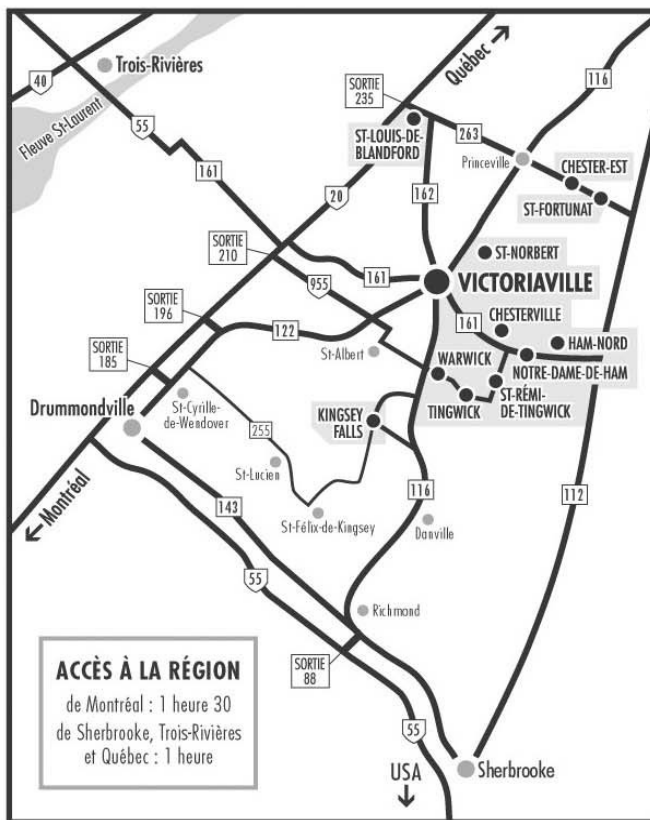 116
Québec
Trois-Rivières
40
SORTIE
235
55
Fleuve St-Laurent
263
ST-LOUIS-DE-
BLANDFORD
Princeville
CHESTER-EST
161
20
162
ST-FORTUNAT
SORTIE
210
ST-NORBERT
955
161
VICTORIAVILLE
SORTIE
196
161
CHESTERVILLE
122
HAM-NORD
St-Albert
SORTIE
185
WARWICK
NOTRE-DAME-DE-HAM
St-Cyrille-
de-Wendover
TINGWICK
ST-RÉMI-
DE-TINGWICK
Drummondville
KINGSEY
FALLS
255
St-Lucien
116
112
Montréal
143
St-Félix-de-Kingsey
Danville
55
Richmond
SORTIE
88
ACCÈS À LA RÉGION
de Montréal : 1 heure 30
de Sherbrooke, Trois-Rivières
et Québec : 1 heure
55
USA
Sherbrooke